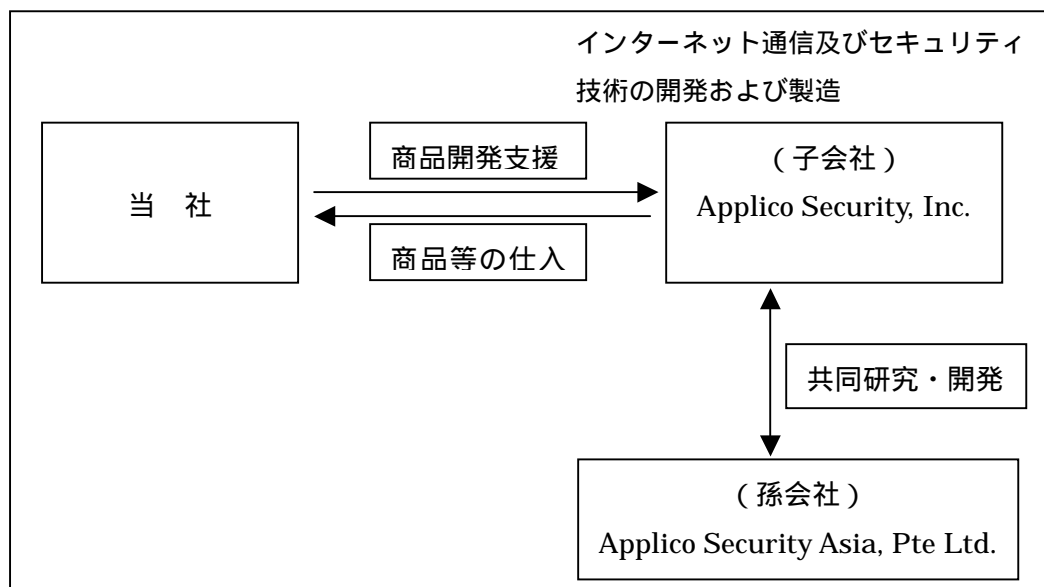 インターネット通信及びセキュリティ
技術の開発および製造
当　社
商品開発支援
商品等の仕入
（子会社）
Applico Security, Inc.
共同研究・開発
（孫会社）
Applico Security Asia, Pte Ltd.